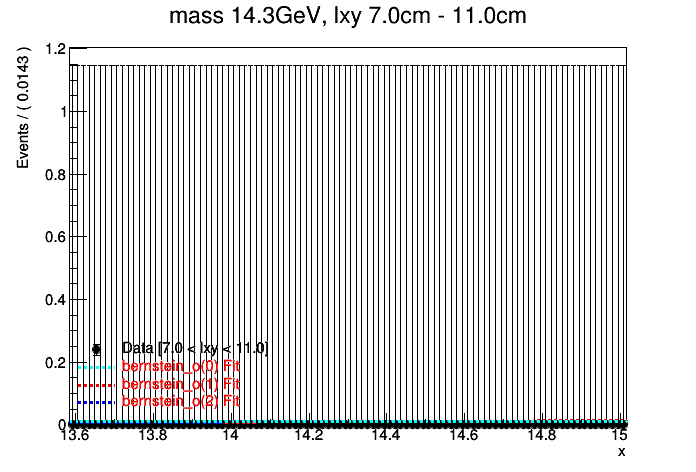 mass 14.3GeV, lxy 7.0cm - 11.0cm
Events / ( 0.0143 )
1.2
1
0.8
0.6
0.4
0.2
0
Data [7.0 < lxy < 11.0]
bernstein_o(0) Fit
bernstein_o(1) Fit
bernstein_o(2) Fit
13.6 13.8 14 14.2 14.4 14.6 14.8 15
x